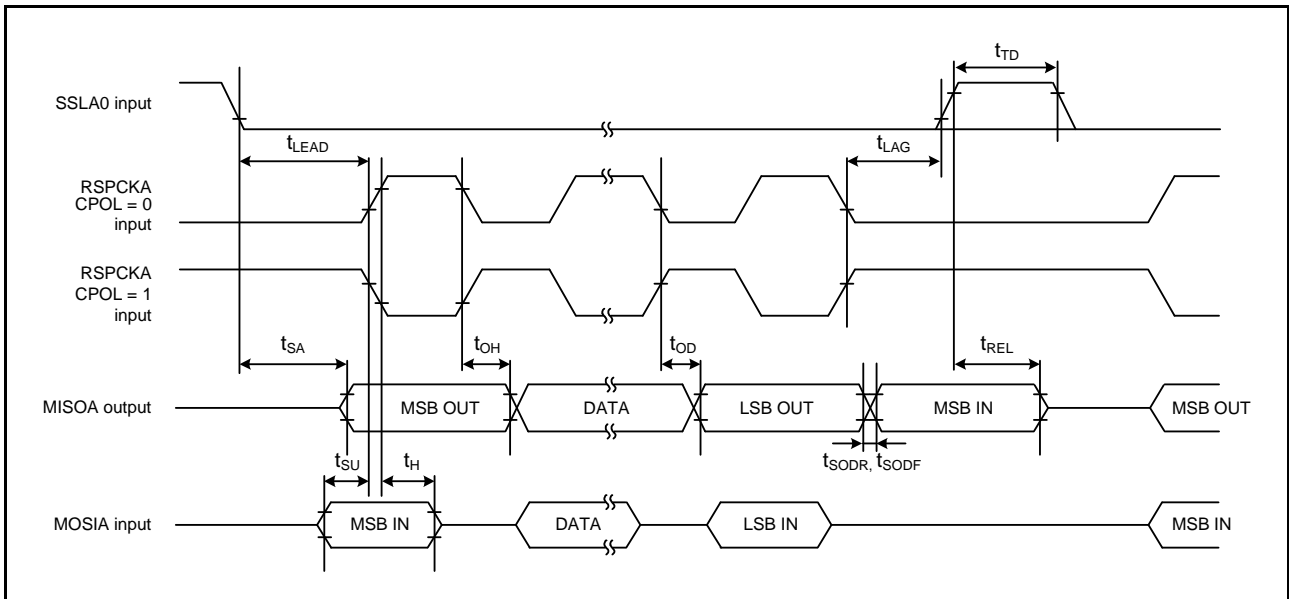 tTD
SSLA0 input
tLEAD
tLAG
RSPCKA
CPOL = 0
input
RSPCKA
CPOL = 1
input
tSA
tOH
tOD
tREL
MISOA output
MSB OUT
DATA
LSB OUT
MSB IN
MSB OUT
tSU
tH
tSODR, tSODF
MOSIA input
MSB IN
DATA
LSB IN
MSB IN